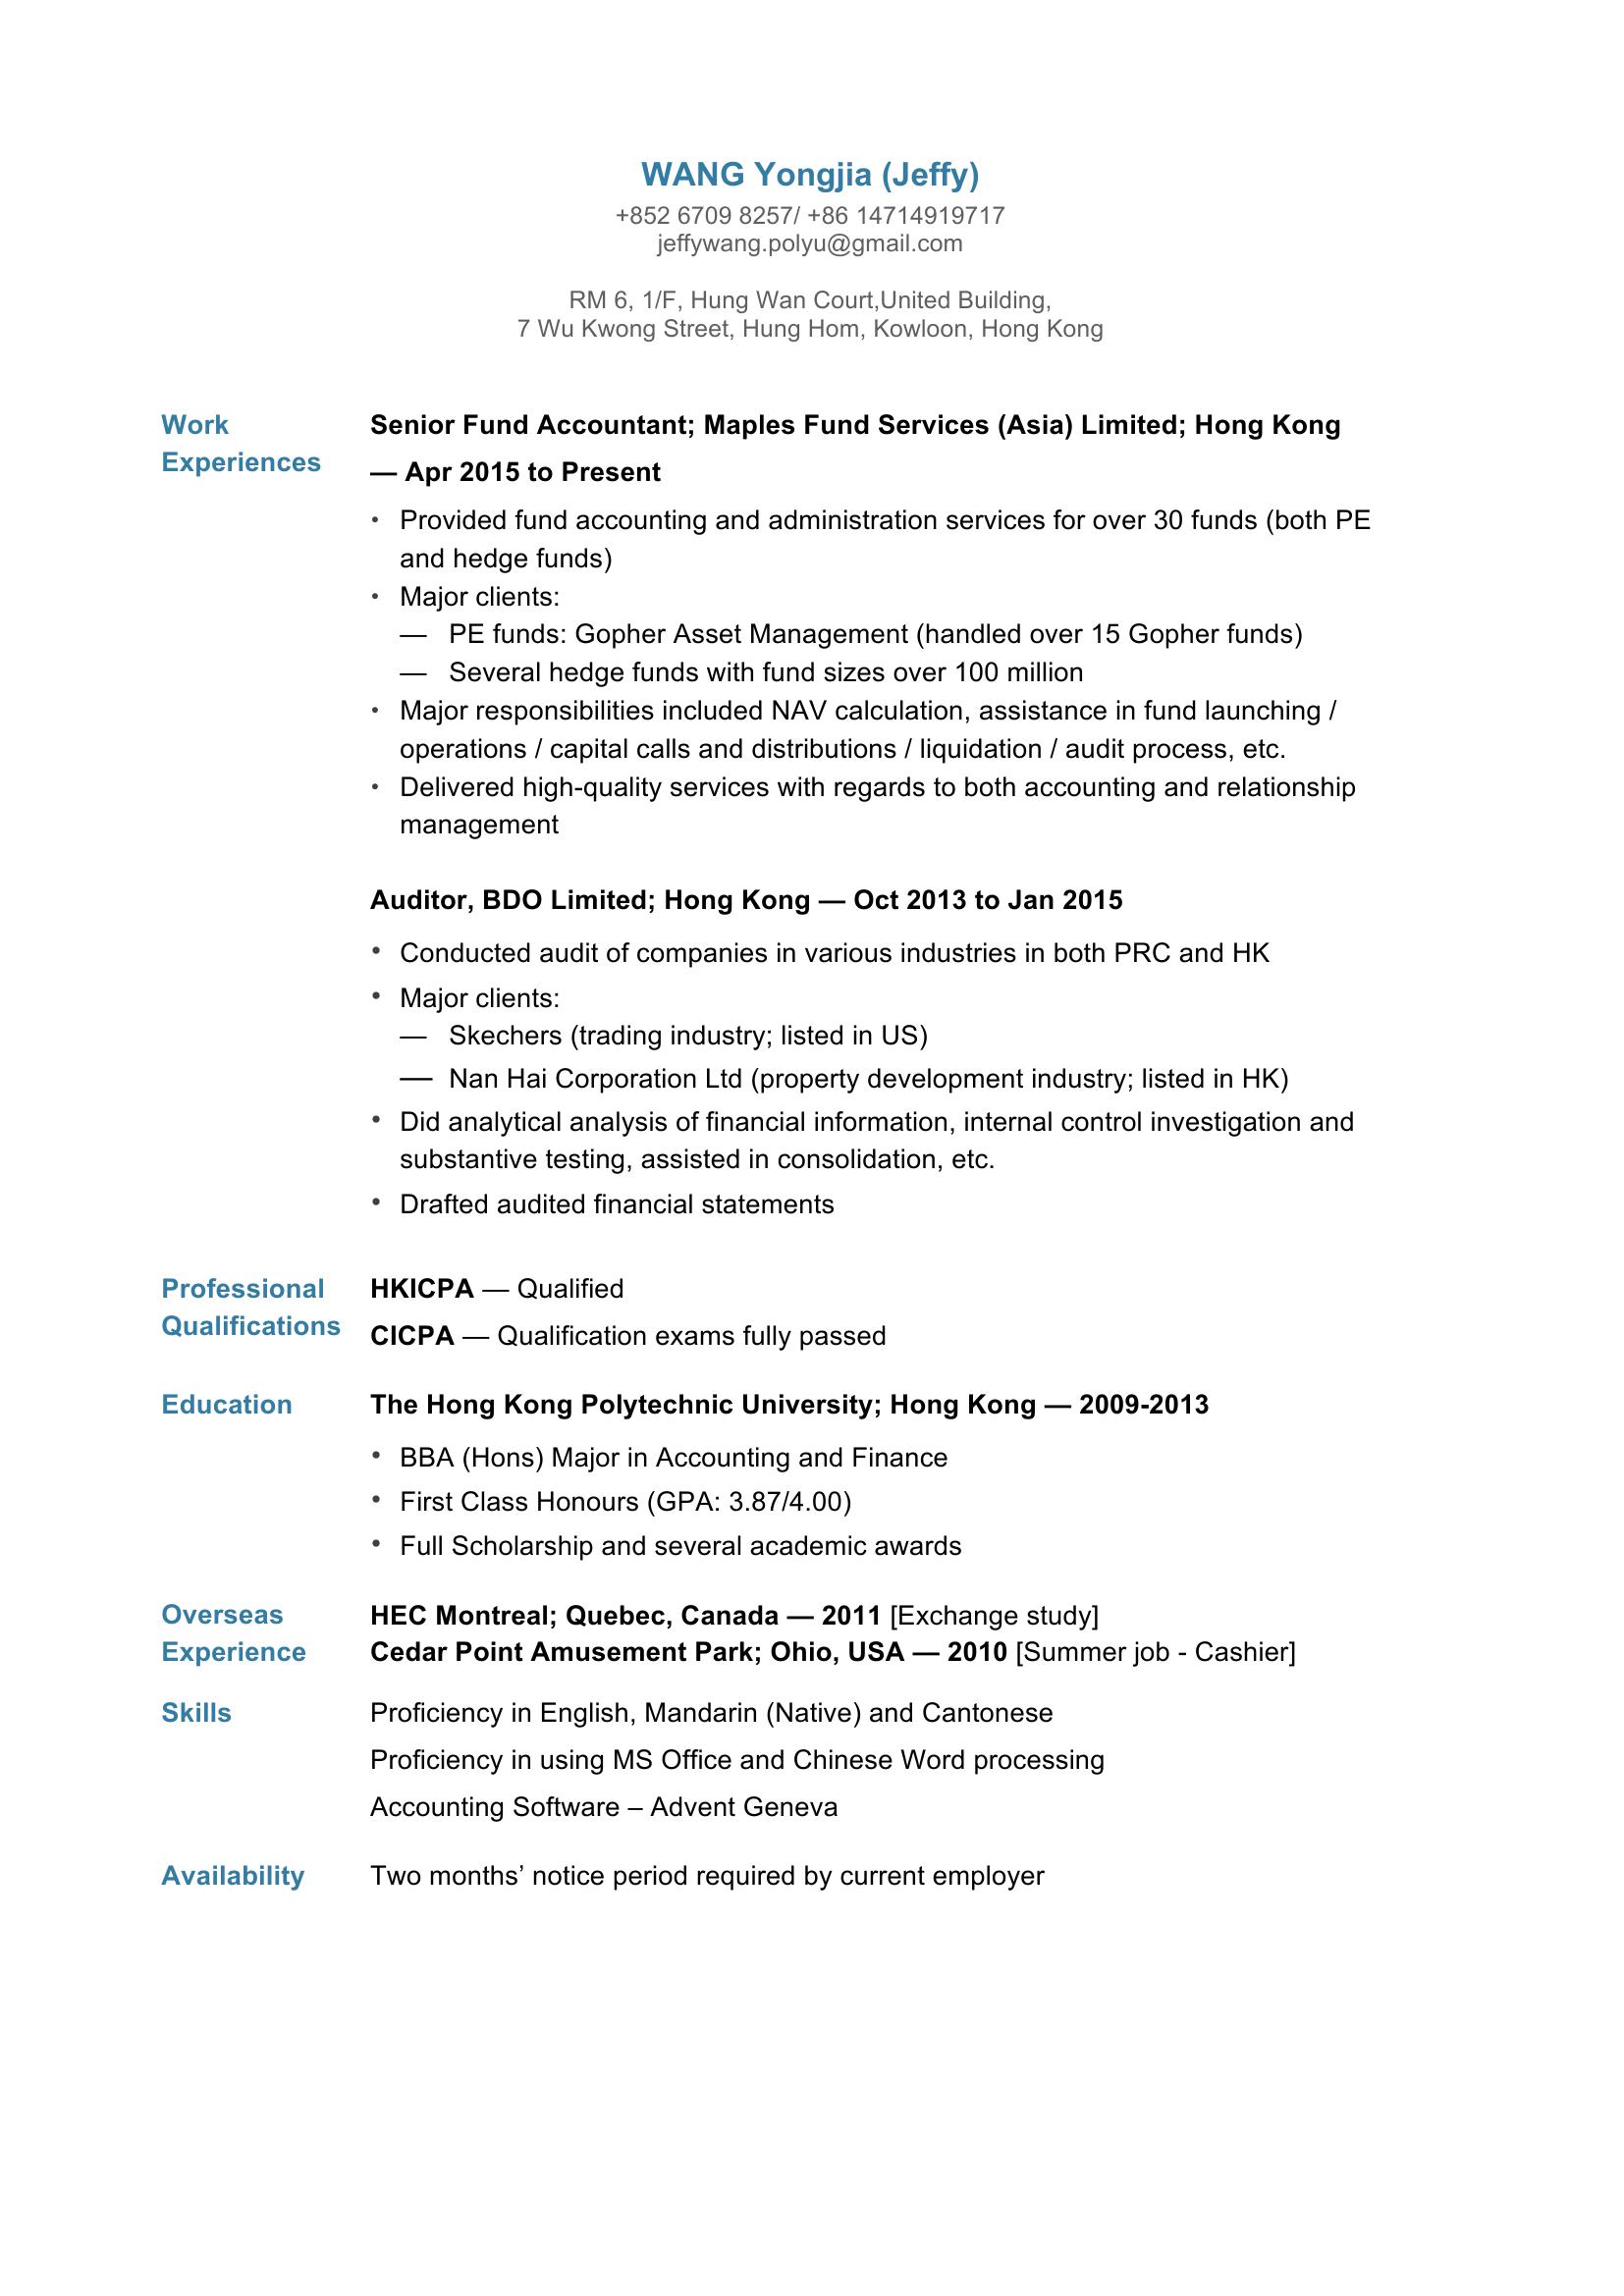 WANG Yongjia (Jeffy)
+852 6709 8257/ +86 14714919717
jeffywang.polyu@gmail.com
RM 6, 1/F, Hung Wan Court,United Building,
7 Wu Kwong Street, Hung Hom, Kowloon, Hong Kong
Work
Experiences
Senior Fund Accountant; Maples Fund Services (Asia) Limited; Hong Kong
— Apr 2015 to Present
• Provided fund accounting and administration services for over 30 funds (both PE
and hedge funds)
• Major clients:
— PE funds: Gopher Asset Management (handled over 15 Gopher funds)
— Several hedge funds with fund sizes over 100 million
• Major responsibilities included NAV calculation, assistance in fund launching /
operations / capital calls and distributions / liquidation / audit process, etc.
• Delivered high-quality services with regards to both accounting and relationship
management
Auditor, BDO Limited; Hong Kong — Oct 2013 to Jan 2015
• Conducted audit of companies in various industries in both PRC and HK
• Major clients:
— Skechers (trading industry; listed in US)
— Nan Hai Corporation Ltd (property development industry; listed in HK)
• Did analytical analysis of financial information, internal control investigation and
substantive testing, assisted in consolidation, etc.
• Drafted audited financial statements
Professional
Qualifications
HKICPA — Qualified
CICPA — Qualification exams fully passed
Education
The Hong Kong Polytechnic University; Hong Kong — 2009-2013
• BBA (Hons) Major in Accounting and Finance
• First Class Honours (GPA: 3.87/4.00)
• Full Scholarship and several academic awards
Overseas
Experience
HEC Montreal; Quebec, Canada — 2011 [Exchange study]
Cedar Point Amusement Park; Ohio, USA — 2010 [Summer job - Cashier]
Skills
Proficiency in English, Mandarin (Native) and Cantonese
Proficiency in using MS Office and Chinese Word processing
Accounting Software – Advent Geneva
Availability
Two months’ notice period required by current employer